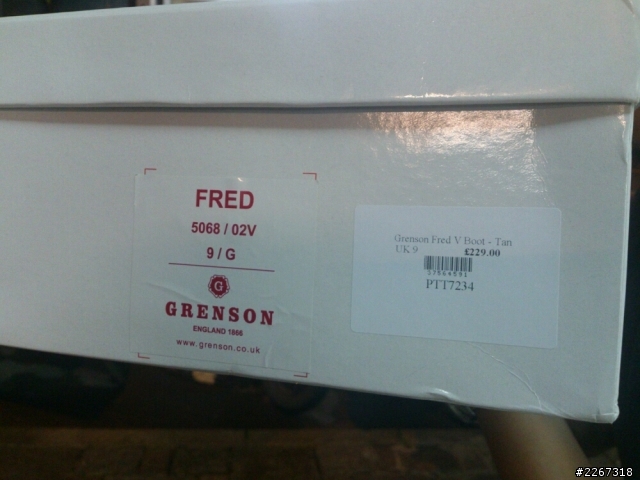 FRED
5068 / 02V
9 / G
G
GRENSON
ENGLAND 1866
www.grenson.co.uk
Grenson Fred V Boot - Tan
UK 9 £229.00
17564551
PTT7234
#2267318